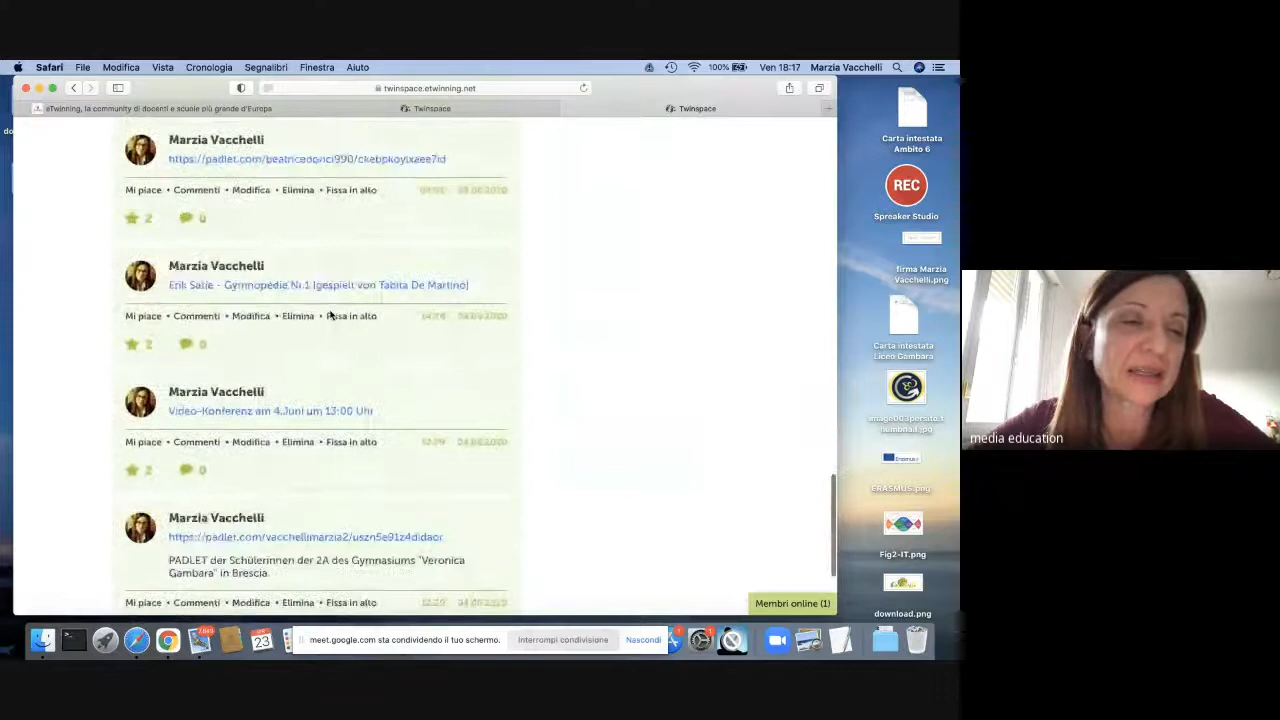 Safari File Modifica Vista Cronologia Segnalibri Finestra Aiuto
100% Ven 18:17 Marzia Vacchelli
twinspace.etwinning.net
eTwinning, la community di docenti e scuole più grande d'Europa
Twinspace
Twinspace
Marzia Vacchelli
Mi piace • Commenti • Modifica • Elimina • Fissa in alto
2 0
Marzia Vacchelli
Erik Satie - Gymnopédie Nr.1 (gespielt von Tabita De Martino)
Mi piace • Commenti • Modifica • Elimina • Fissa in alto
2 0
Marzia Vacchelli
Video-Konferenz am 4.Juni um 13:00 Uhr
Mi piace • Commenti • Modifica • Elimina • Fissa in alto
2 0
Marzia Vacchelli
PADLET der Schülerinnen der 2A des Gymnasiums "Veronica
Gambara" in Brescia.
Mi piace • Commenti • Modifica • Elimina • Fissa in alto
Membri online (1)
Carta intestata
Ambito 6
REC
Spreaker Studio
firma Marzia
Vacchelli.png
Carta intestata
Liceo Gambara
Erasmus+
ERASMUS.png
Fig2-IT.png
download.png
23
meet.google.com sta condividendo il tuo schermo.
Interrompi condivisione
Nascondi
media education